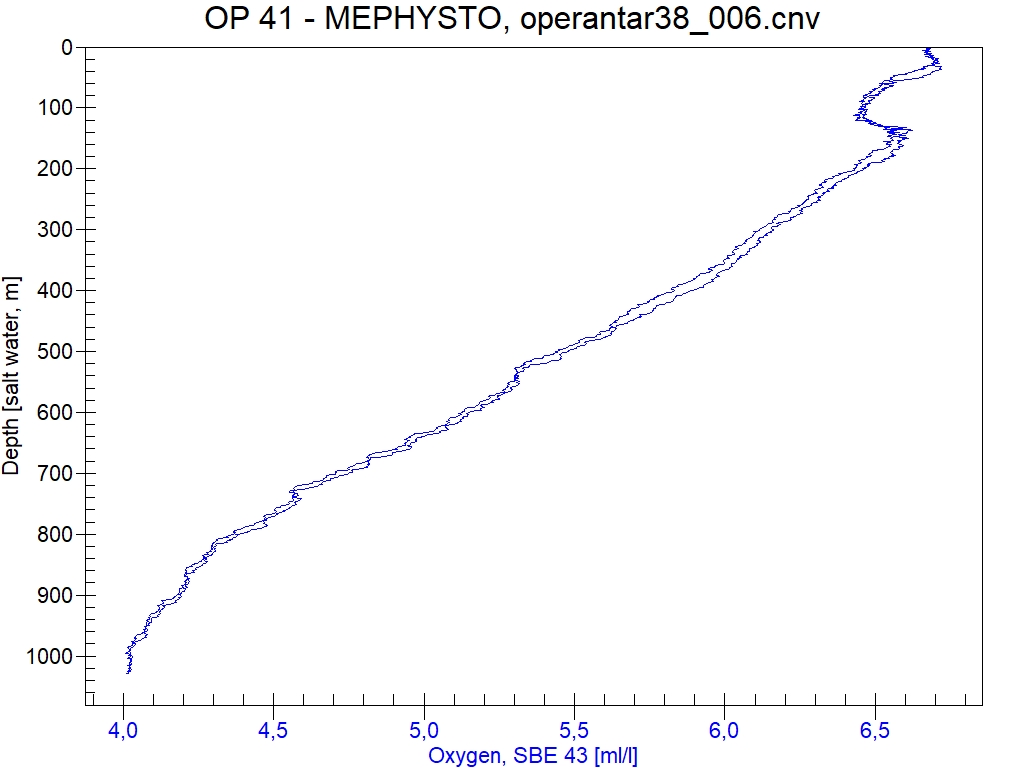 OP 41 - MEPHYSTO, operantar38_006.cnv
0
100
200
300
400
500
600
700
800
900
1000
Depth [salt water, m]
4,0 4,5 5,0 5,5 6,0 6,5
Oxygen, SBE 43 [ml/l]